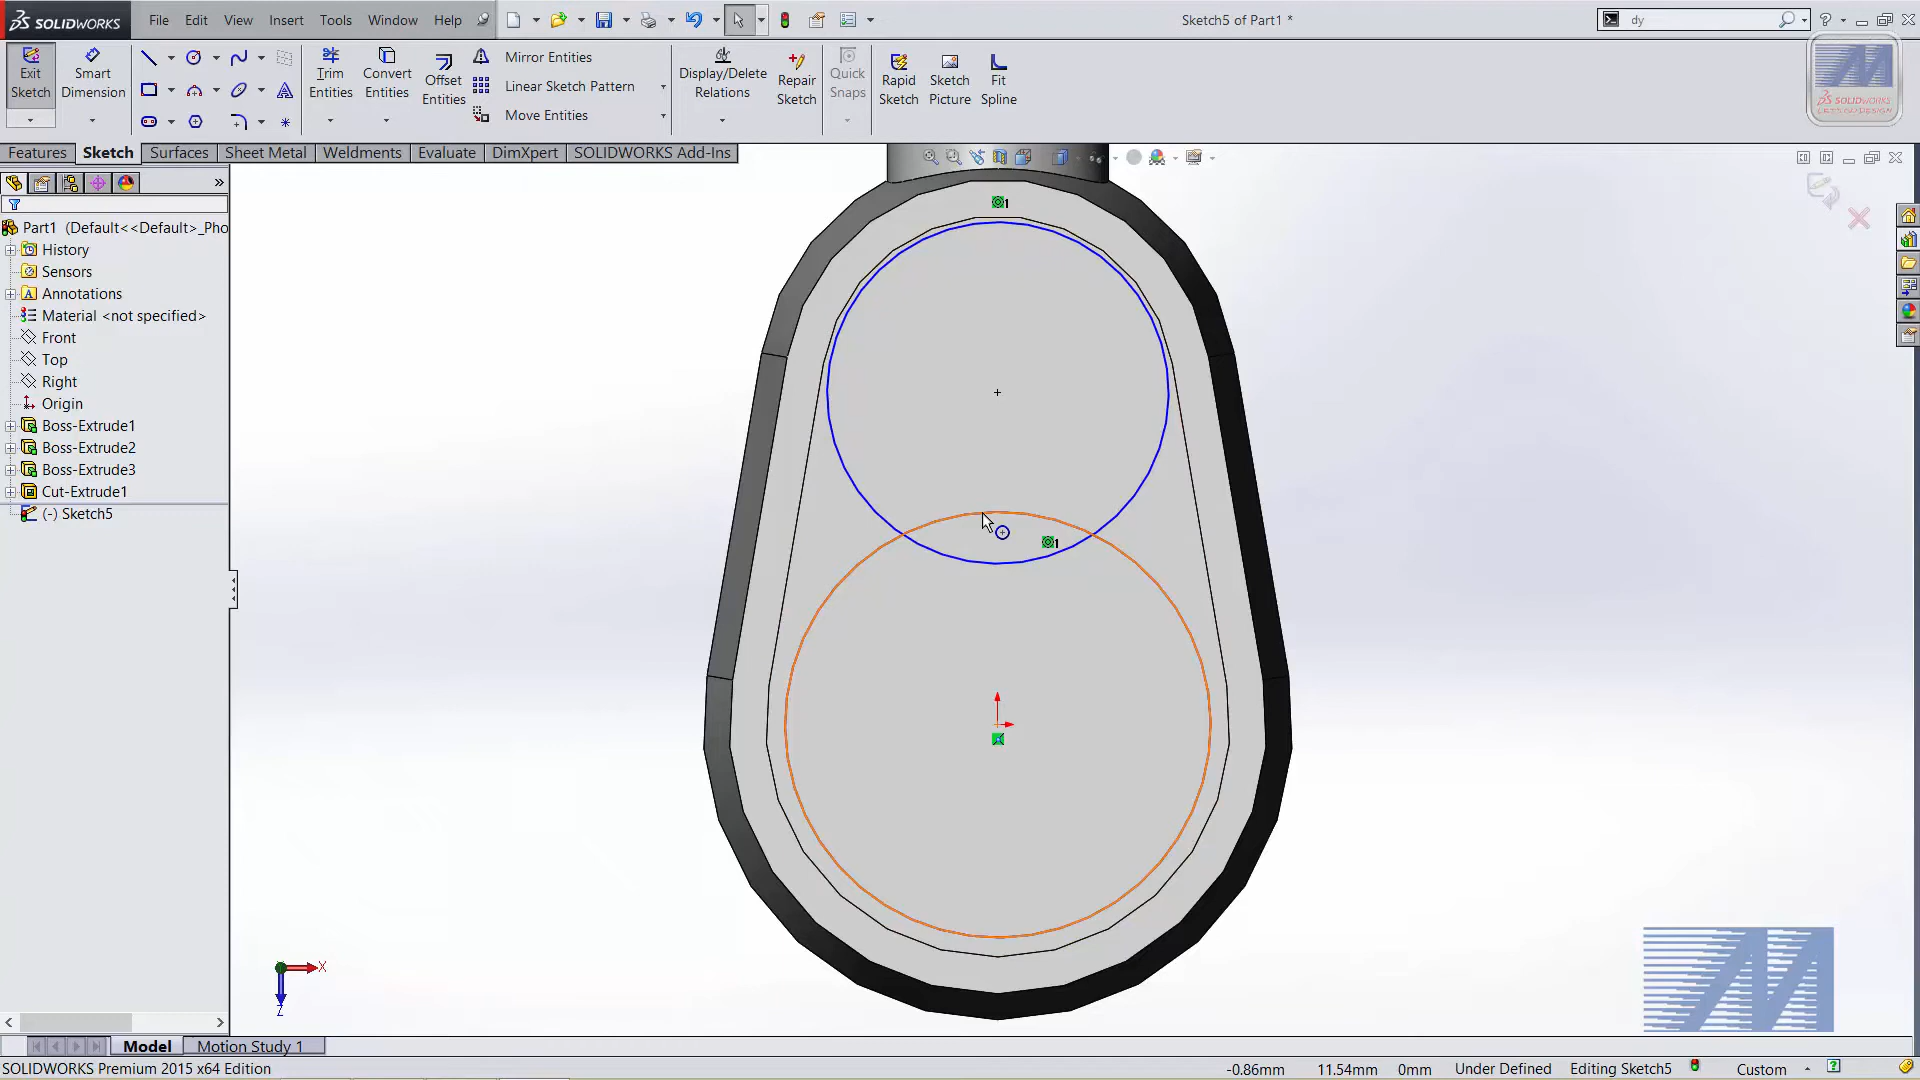 SOLIDWORKS
File Edit View Insert Tools Window Help
Sketch5 of Part1 *
dy
Exit Sketch
Smart Dimension
Trim Entities
Convert Entities
Offset Entities
Mirror Entities
Linear Sketch Pattern
Move Entities
Display/Delete Relations
Repair Sketch
Quick Snaps
Rapid Sketch
Sketch Picture
Fit Spline
Features Sketch Surfaces Sheet Metal Weldments Evaluate DimXpert SOLIDWORKS Add-Ins
Part1 (Default<<Default>_Pho
History
Sensors
Annotations
Material <not specified>
Front
Top
Right
Origin
Boss-Extrude1
Boss-Extrude2
Boss-Extrude3
Cut-Extrude1
(-) Sketch5
1
1
X
Z
Model Motion Study 1
SOLIDWORKS Premium 2015 x64 Edition
-0.86mm 11.54mm 0mm Under Defined Editing Sketch5 Custom